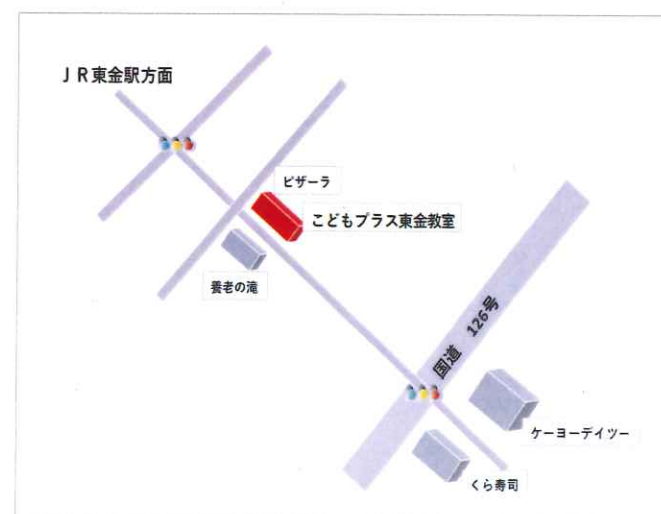 ＪＲ東金駅方面
ピザーラ
こどもプラス東金教室
養老の滝
国道　126号
ケーヨーデイツー
くら寿司